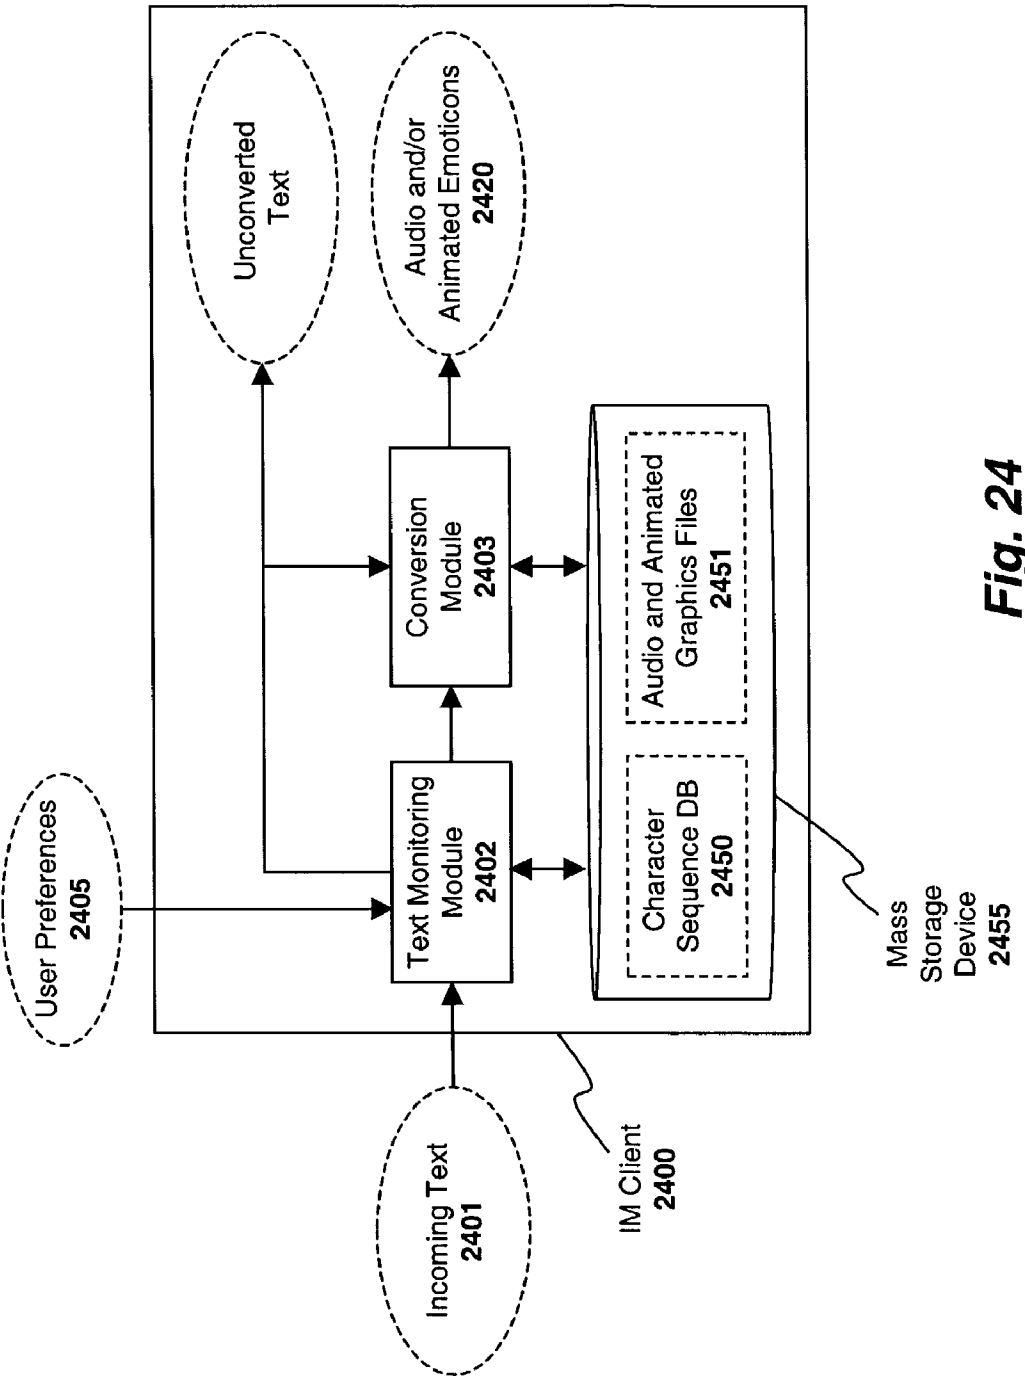 User Preferences
2405
Unconverted
Text
Incoming Text
2401
Text Monitoring
Module
2402
Conversion
Module
2403
Audio and/or
Animated Emoticons
2420
Character
Sequence DB
2450
Audio and Animated
Graphics Files
2451
IM Client
2400
Mass
Storage
Device
2455
Fig. 24